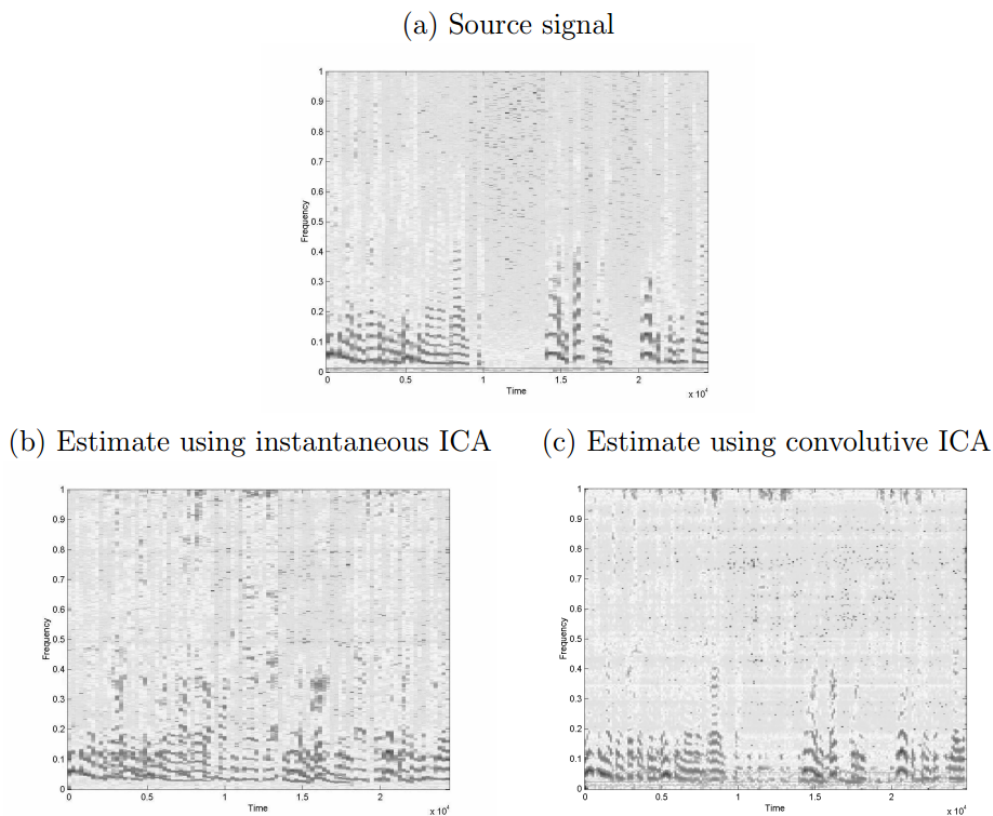 (a) Source signal
1
0.9
0.8
0.7
0.6
0.5
0.4
0.3
0.2
0.1
0
Frequency
0 0.5 1 1.5 2
Time
x 10⁴
(b) Estimate using instantaneous ICA
1
0.9
0.8
0.7
0.6
0.5
0.4
0.3
0.2
0.1
0
Frequency
0 0.5 1 1.5 2
Time
x 10⁴
(c) Estimate using convolutive ICA
1
0.9
0.8
0.7
0.6
0.5
0.4
0.3
0.2
0.1
0
Frequency
0 0.5 1 1.5 2
Time
x 10⁴